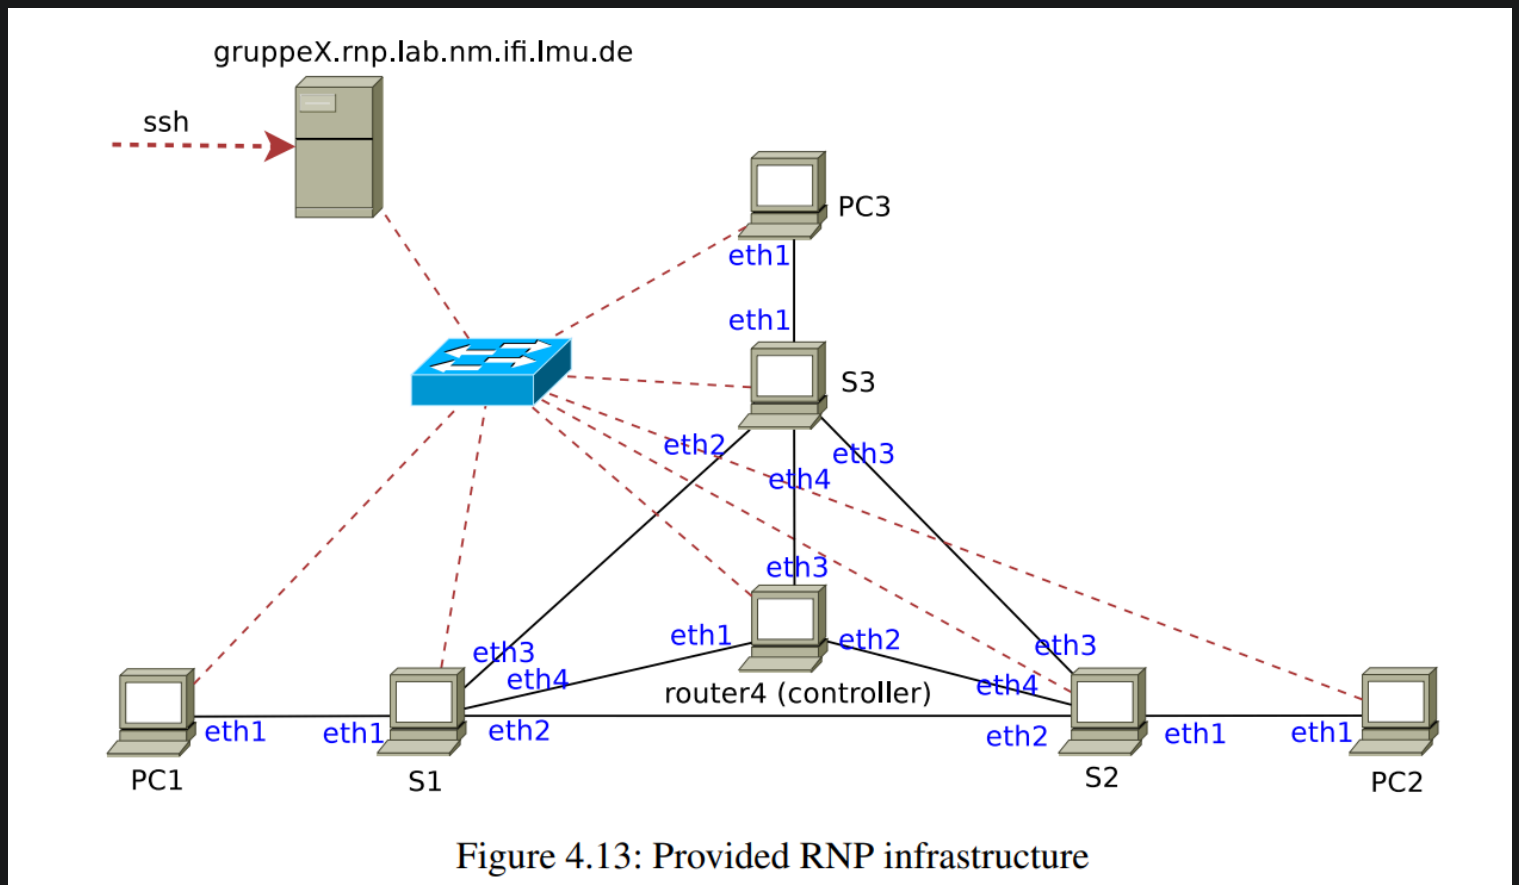 gruppeX.rnp.lab.nm.ifi.lmu.de
ssh
PC3
eth1
eth1
S3
eth2
eth3
eth4
eth3
eth1
eth2
eth3
eth3
eth4
eth4
router4 (controller)
eth1
eth1
eth2
eth2
eth1
eth1
PC1
S1
S2
PC2
Figure 4.13: Provided RNP infrastructure